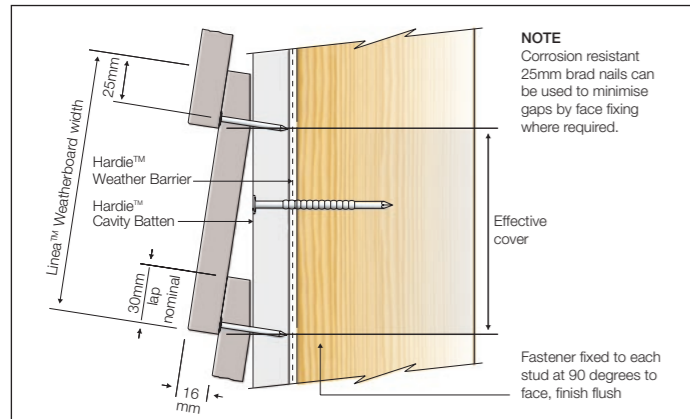 25mm
Linea™ Weatherboard width
30mm
lap
nominal
16
mm
Hardie™
Weather Barrier
Hardie™
Cavity Batten
NOTE
Corrosion resistant
25mm brad nails can
be used to minimise
gaps by face fixing
where required.
Effective
cover
Fastener fixed to each
stud at 90 degrees to
face, finish flush